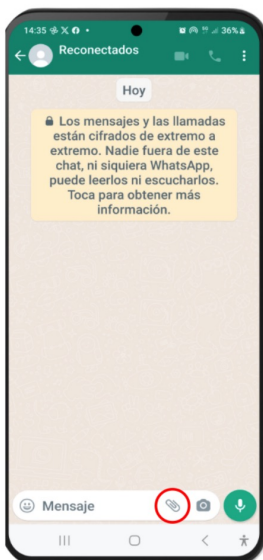 14:35 36%
Reconectados
Hoy
Los mensajes y las llamadas
están cifrados de extremo a
extremo. Nadie fuera de este
chat, ni siquiera WhatsApp,
puede leerlos ni escucharlos.
Toca para obtener más
información.
Mensaje